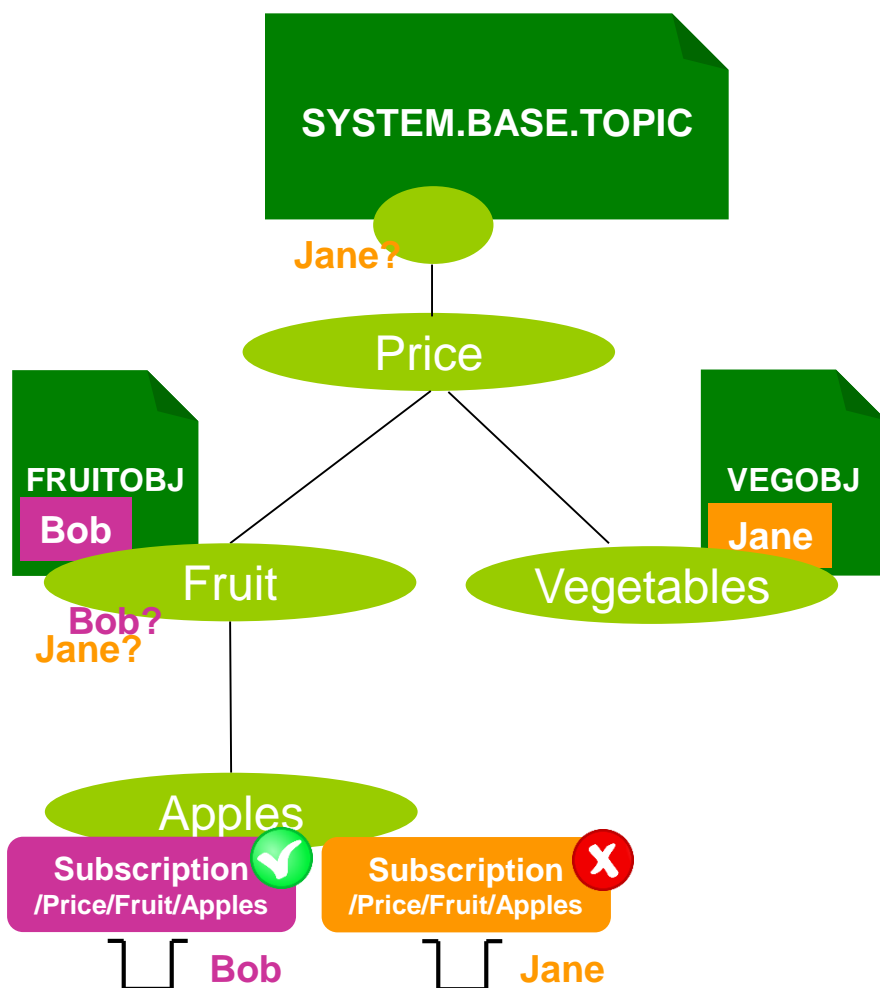 SYSTEM.BASE.TOPIC
Jane?
Price
FRUITOBJ
Bob
VEGOBJ
Jane
Fruit
Vegetables
Bob?
Jane?
Apples
Subscription
/Price/Fruit/Apples
Subscription
/Price/Fruit/Apples
Bob
Jane